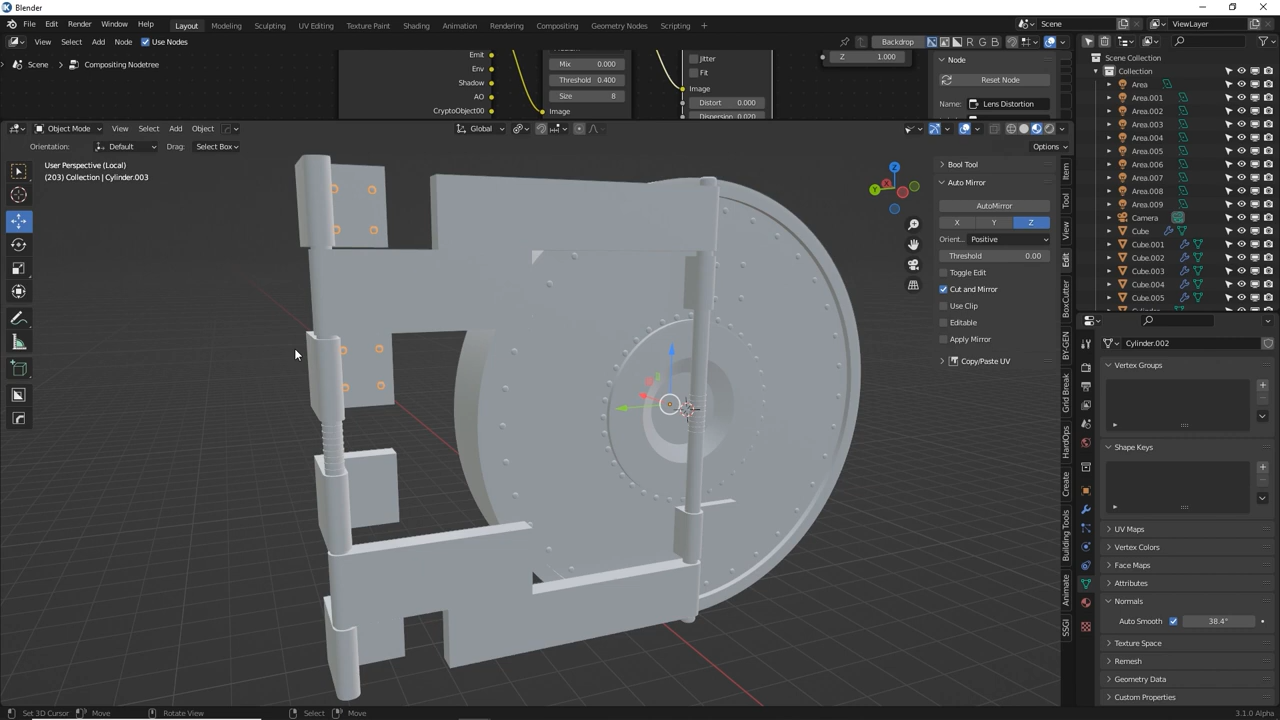 Blender
File Edit Render Window Help Layout Modeling Sculpting UV Editing Texture Paint Shading Animation Rendering Compositing Geometry Nodes Scripting + Scene ViewLayer
View Select Add Node Use Nodes Backdrop R G B
Scene > Compositing Nodetree
Emit
Env
Shadow
AO
CryptoObject00
Mix 0.000
Threshold 0.400
Size 8
Image
Jitter
Fit
Image
Distort 0.000
Dispersion 0.020
Z 1.000
Node
Reset Node
Name: Lens Distortion
Object Mode View Select Add Object Global
Orientation: Default Drag: Select Box Options
User Perspective (Local)
(203) Collection | Cylinder.003
Z
Y
Bool Tool
Auto Mirror
AutoMirror
X Y Z
Orient... Positive
Threshold 0.00
Toggle Edit
Cut and Mirror
Use Clip
Editable
Apply Mirror
Copy/Paste UV
Item
Tool
View
Edit
BoxCutter
BY-GEN
Grid Break
HardOps
Create
Building Tools
Animate
SSGI
Scene Collection
Collection
Area
Area.001
Area.002
Area.003
Area.004
Area.005
Area.006
Area.007
Area.008
Area.009
Camera
Cube
Cube.001
Cube.002
Cube.003
Cube.004
Cube.005
Cylinder.002
Vertex Groups
Shape Keys
UV Maps
Vertex Colors
Face Maps
Attributes
Normals
Auto Smooth 38.4°
Texture Space
Remesh
Geometry Data
Custom Properties
Set 3D Cursor Move Rotate View Select Move 3.1.0 Alpha